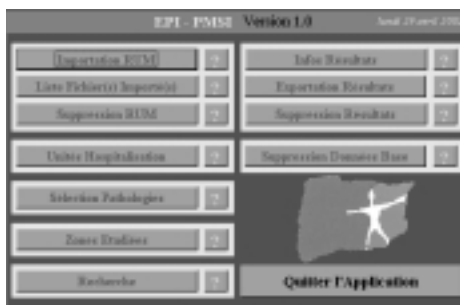 EPI - PMSI Version 1.0
Importation RUM ?
Liste Fichier(s) Importé(s) ?
Suppression RUM ?
Unités Hospitalisation ?
Sélection Pathologies ?
Zones Etudiées ?
Recherche ?
Infos Résultats ?
Exportation Résultats ?
Suppression Résultats ?
Suppression Données Base ?
Quitter l'Application